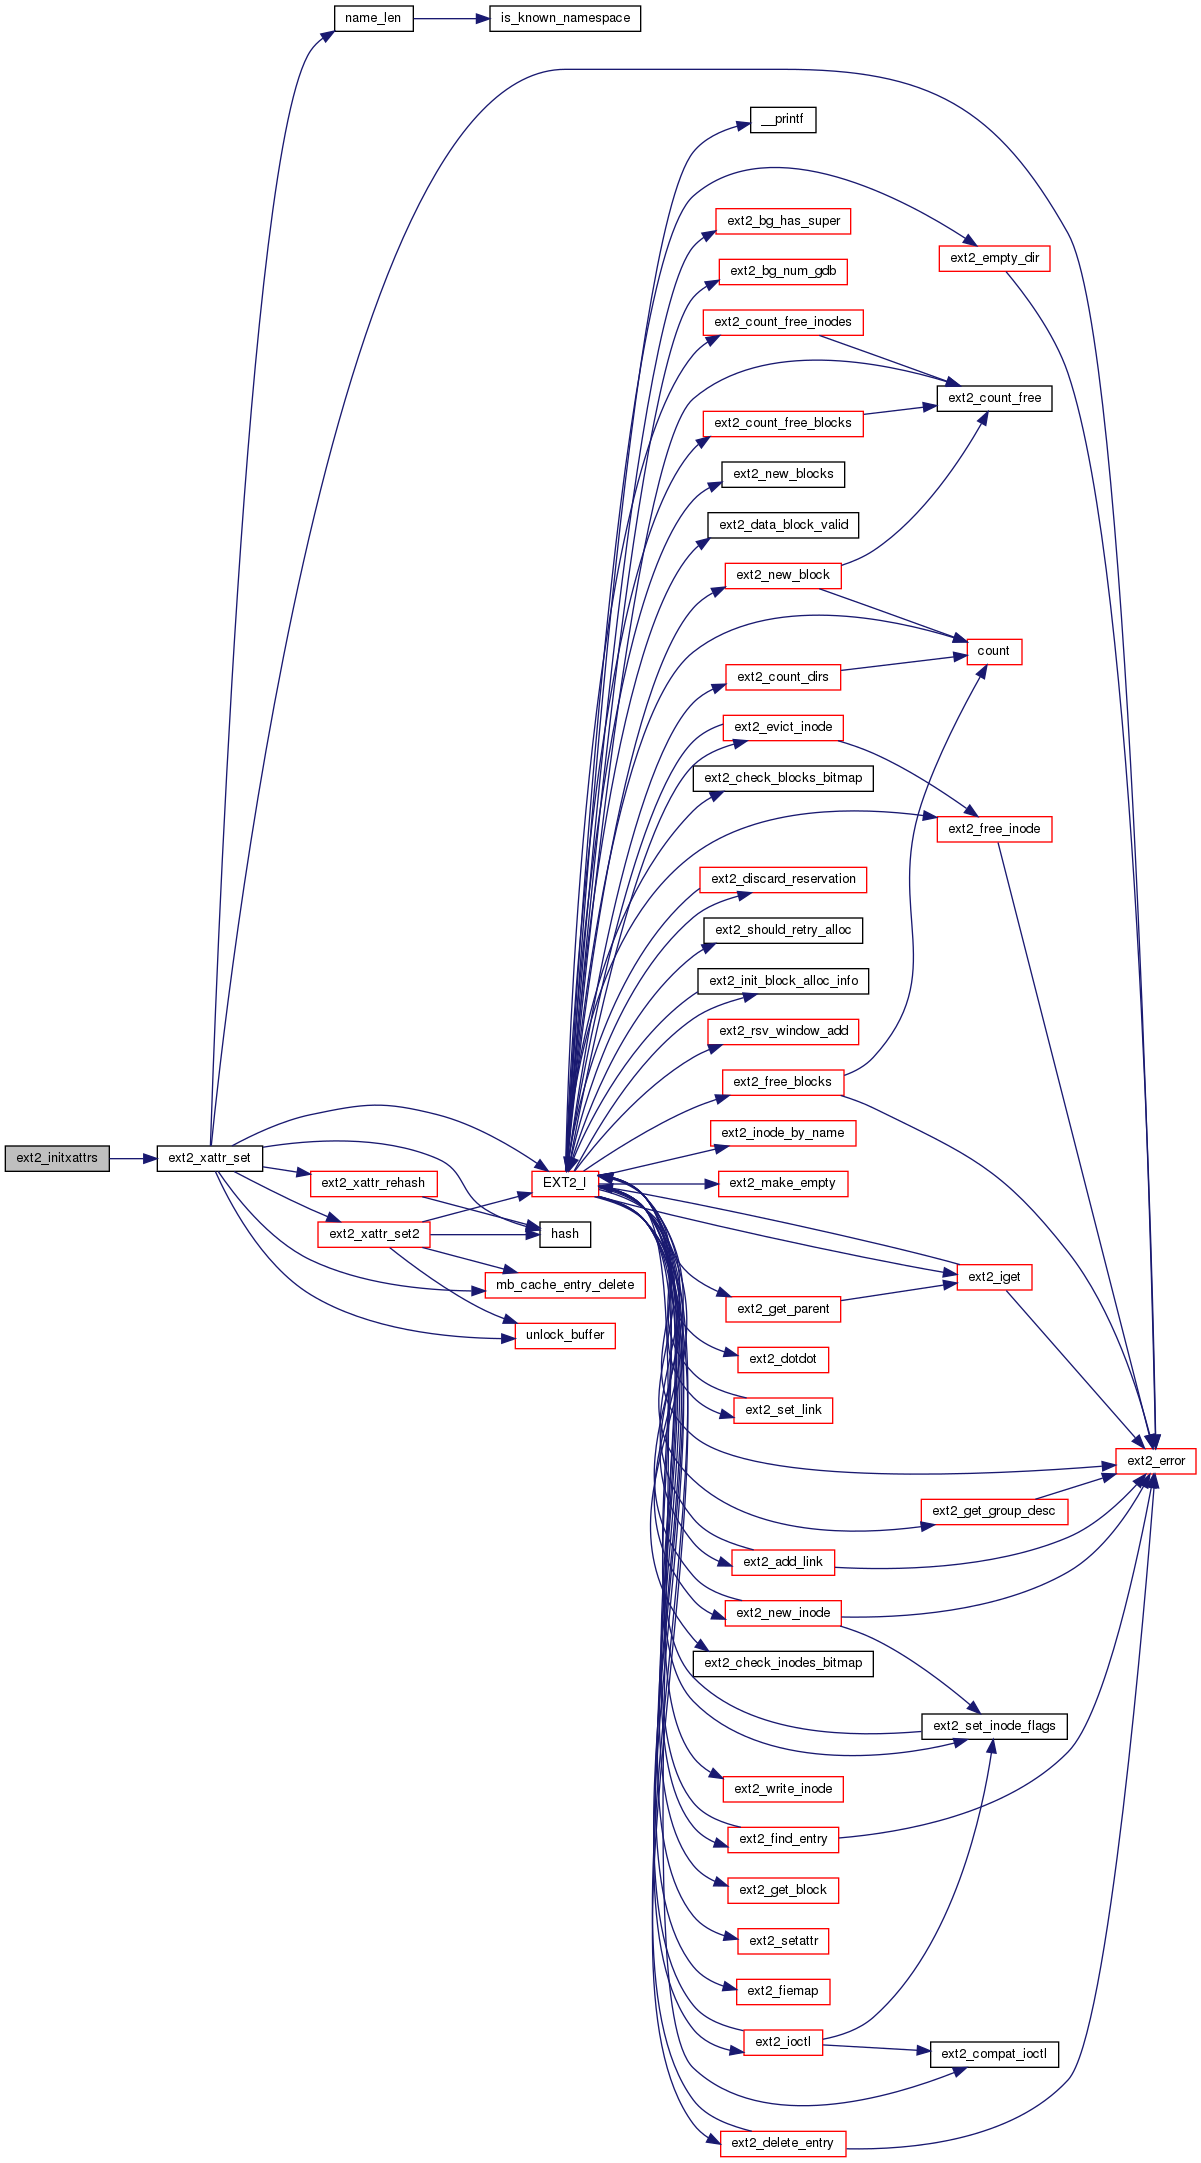 name_len
is_known_namespace
__printf
ext2_bg_has_super
ext2_empty_dir
ext2_bg_num_gdb
ext2_count_free_inodes
ext2_count_free
ext2_count_free_blocks
ext2_new_blocks
ext2_data_block_valid
ext2_new_block
count
ext2_count_dirs
ext2_evict_inode
ext2_check_blocks_bitmap
ext2_free_inode
ext2_discard_reservation
ext2_should_retry_alloc
ext2_init_block_alloc_info
ext2_rsv_window_add
ext2_free_blocks
ext2_inode_by_name
ext2_initxattrs
ext2_xattr_set
ext2_xattr_rehash
EXT2_I
ext2_make_empty
ext2_xattr_set2
hash
mb_cache_entry_delete
ext2_iget
ext2_get_parent
unlock_buffer
ext2_dotdot
ext2_set_link
ext2_error
ext2_get_group_desc
ext2_add_link
ext2_new_inode
ext2_check_inodes_bitmap
ext2_set_inode_flags
ext2_write_inode
ext2_find_entry
ext2_get_block
ext2_setattr
ext2_fiemap
ext2_ioctl
ext2_compat_ioctl
ext2_delete_entry